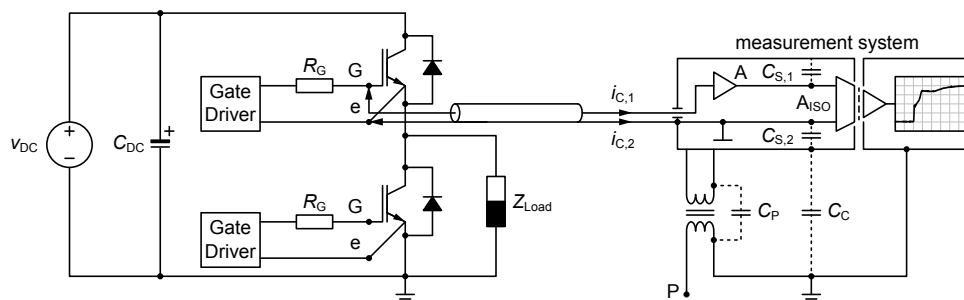 measurement system
Gate
Driver
R_G
G
e
i_C,1
i_C,2
A
C_S,1
A_ISO
C_S,2
v_DC
C_DC
+
+
−
Z_Load
Gate
Driver
R_G
G
e
C_P
C_C
P